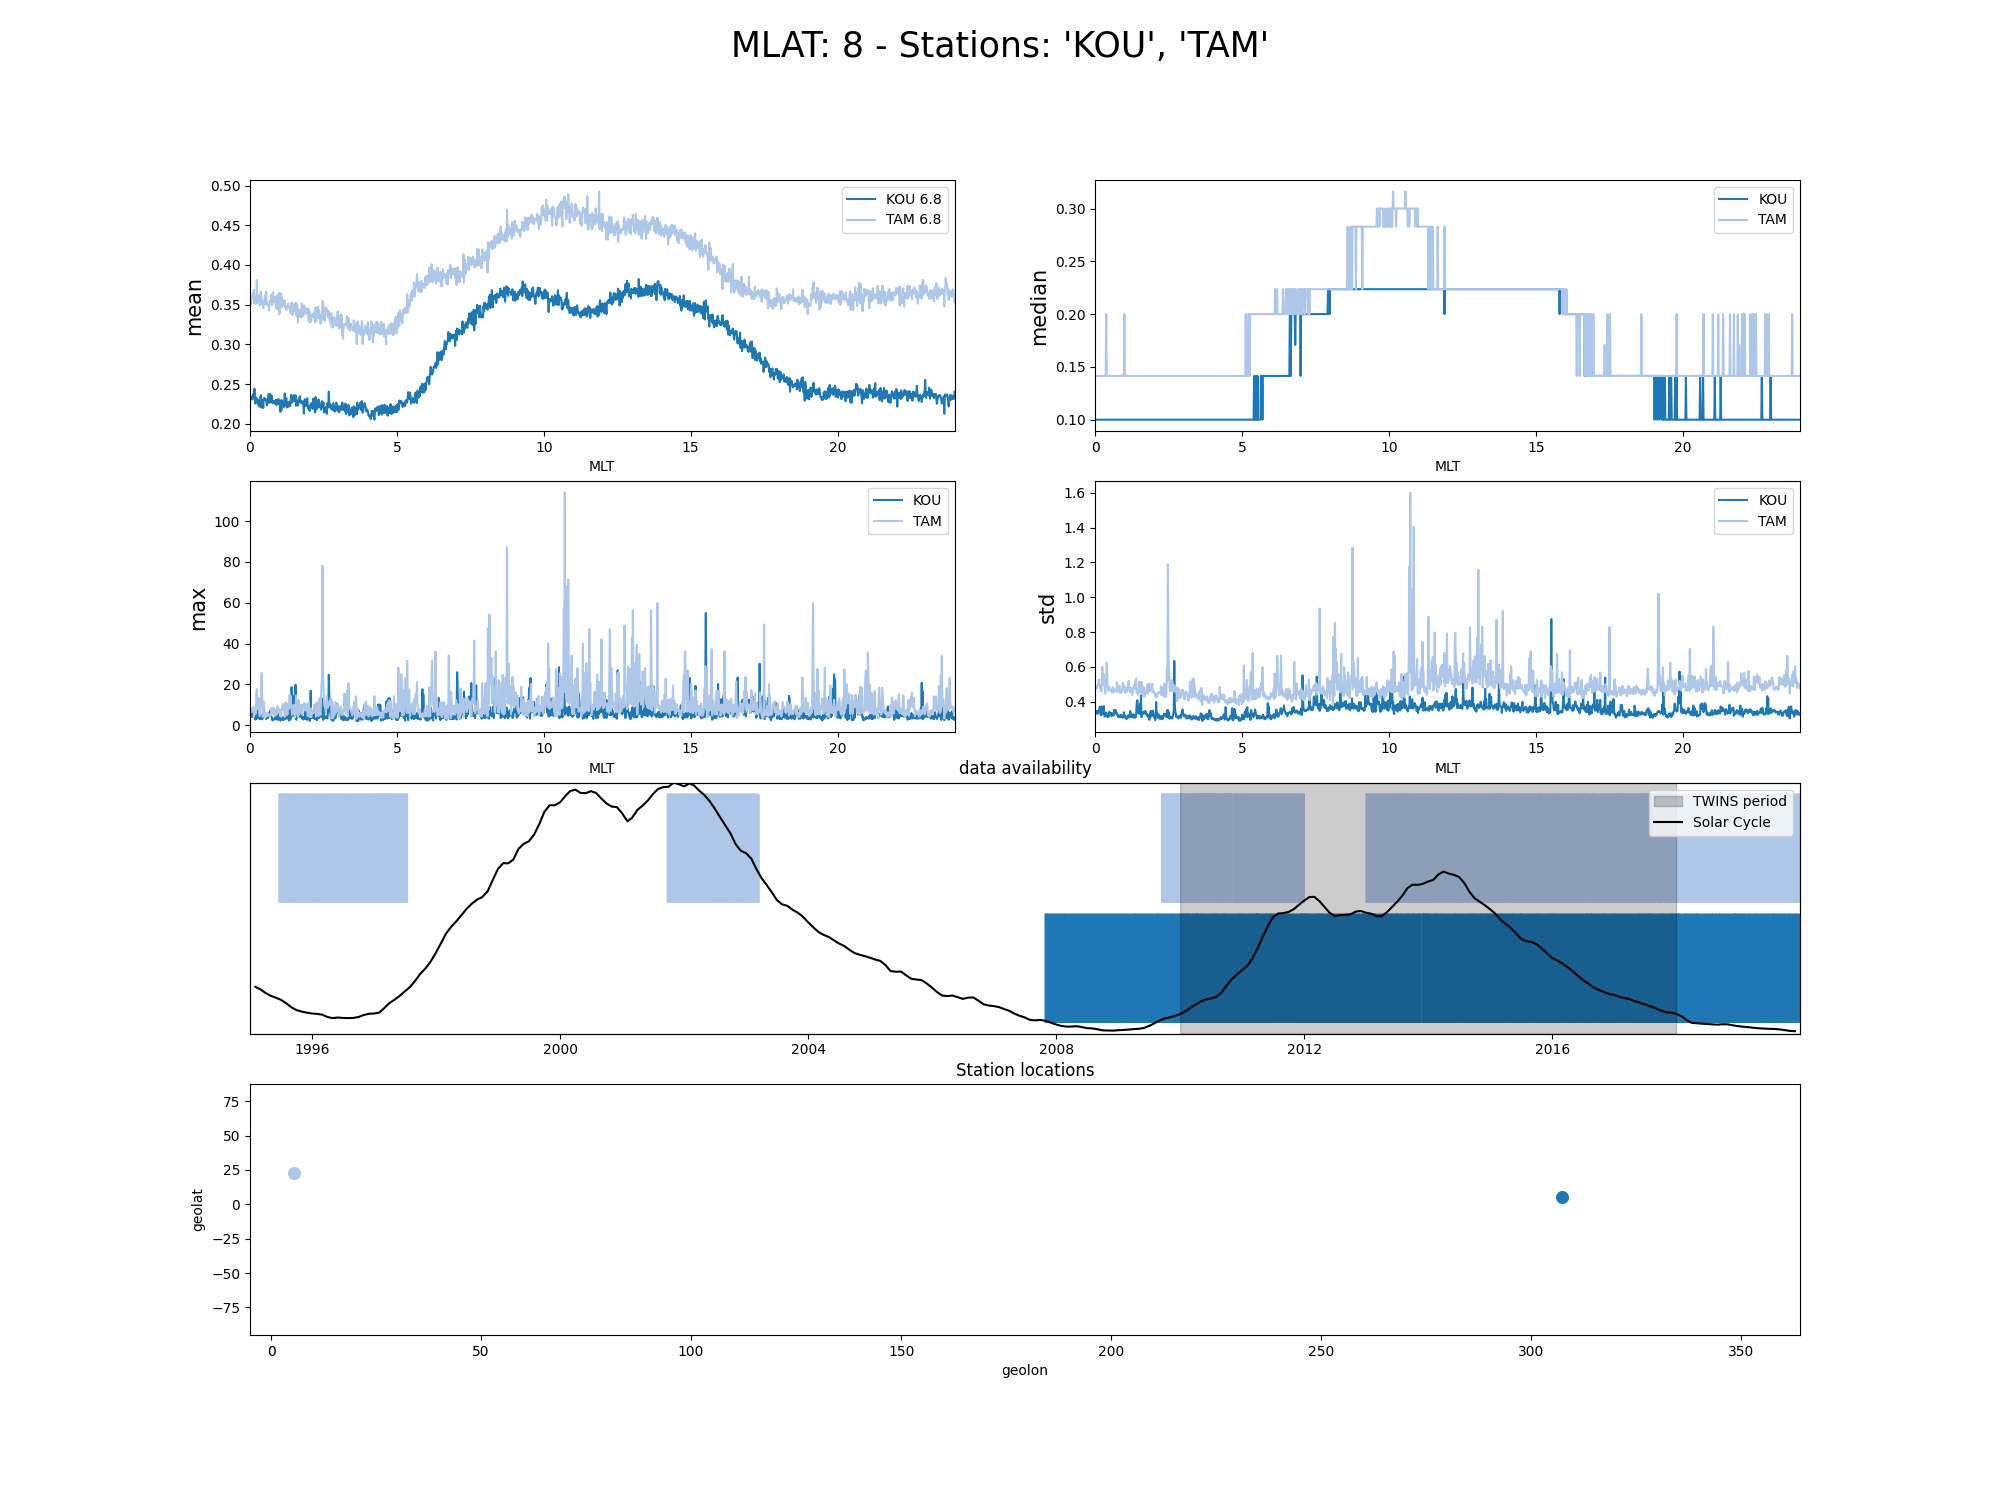 MLAT: 8 - Stations: 'KOU', 'TAM'
mean
0.50
0.45
0.40
0.35
0.30
0.25
0.20
KOU 6.8
TAM 6.8
0 5 10 15 20
MLT
median
0.30
0.25
0.20
0.15
0.10
KOU
TAM
0 5 10 15 20
MLT
max
100
80
60
40
20
0
KOU
TAM
0 5 10 15 20
MLT
std
1.6
1.4
1.2
1.0
0.8
0.6
0.4
KOU
TAM
0 5 10 15 20
MLT
data availability
TWINS period
Solar Cycle
1996 2000 2004 2008 2012 2016
Station locations
geolat
75
50
25
0
−25
−50
−75
0 50 100 150 200 250 300 350
geolon